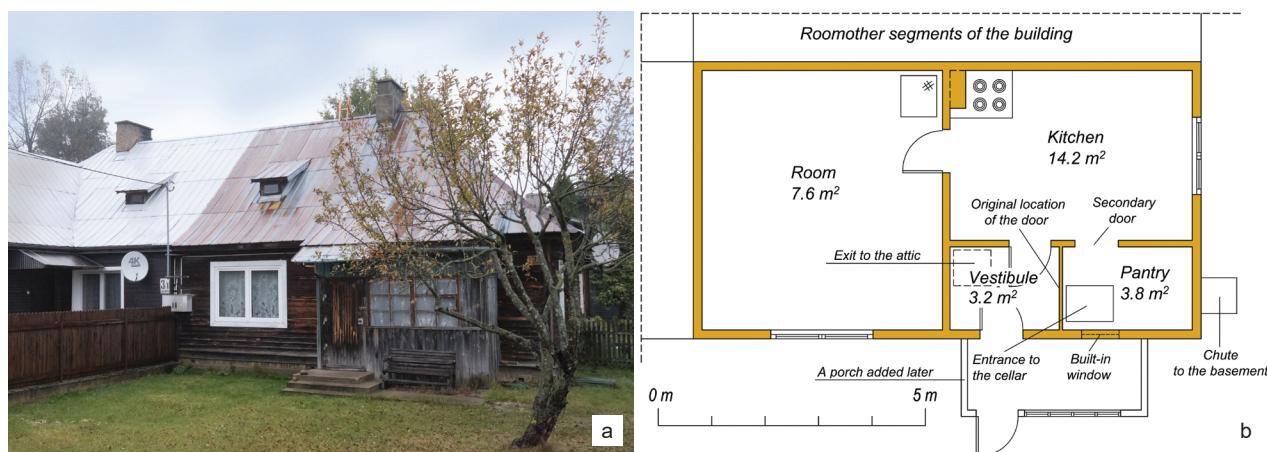 4K
31
a
Roomother segments of the building
Room
7.6 m²
Kitchen
14.2 m²
Original location
of the door
Secondary
door
Exit to the attic
Vestibule
3.2 m²
Pantry
3.8 m²
A porch added later
Entrance to
the cellar
Built-in
window
Chute
to the basement
0 m
5 m
b